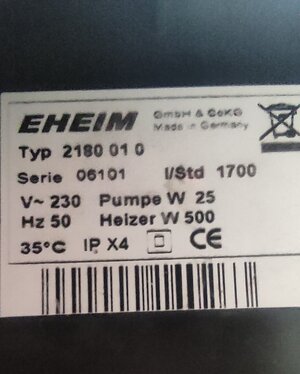 EHEIM GmbH & CoKG
Made in Germany
Typ 2180 01 0
Serie 06101 l/Std 1700
V~ 230 Pumpe W 25
Hz 50 Heizer W 500
35°C IP X4 CE